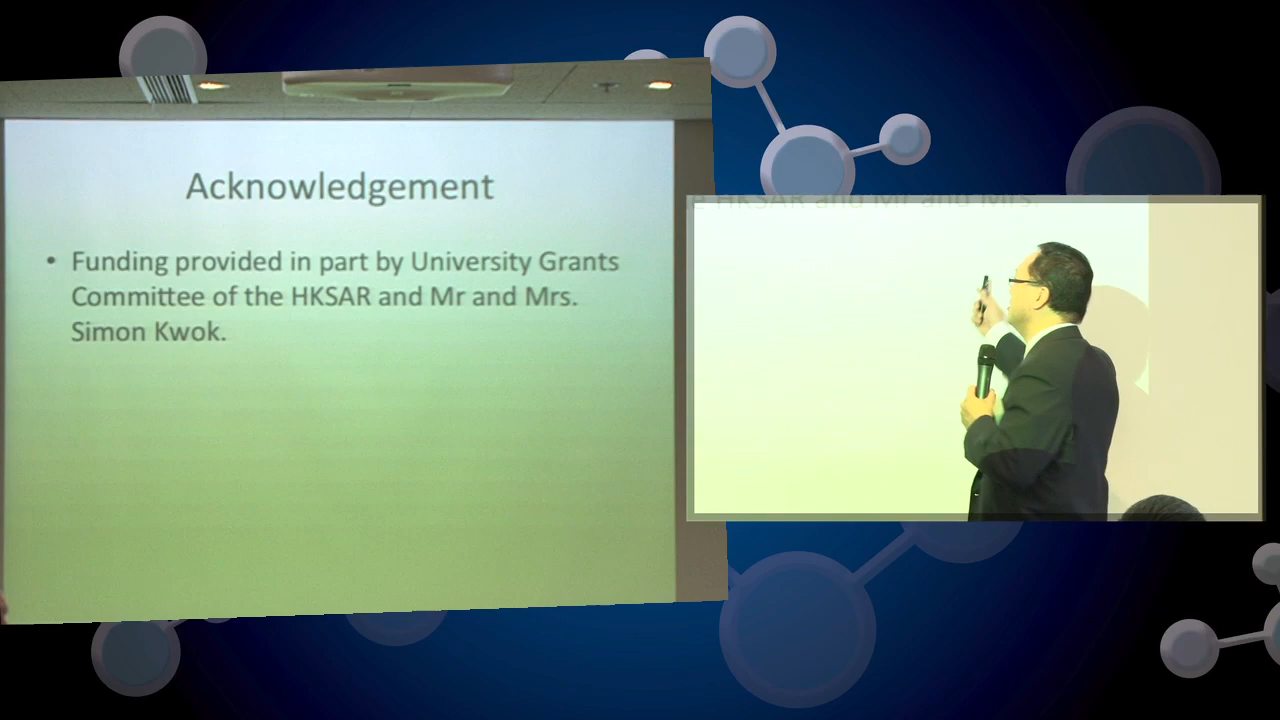 Acknowledgement
• Funding provided in part by University Grants
Committee of the HKSAR and Mr and Mrs.
Simon Kwok.
e HKSAR and Mr and Mrs.